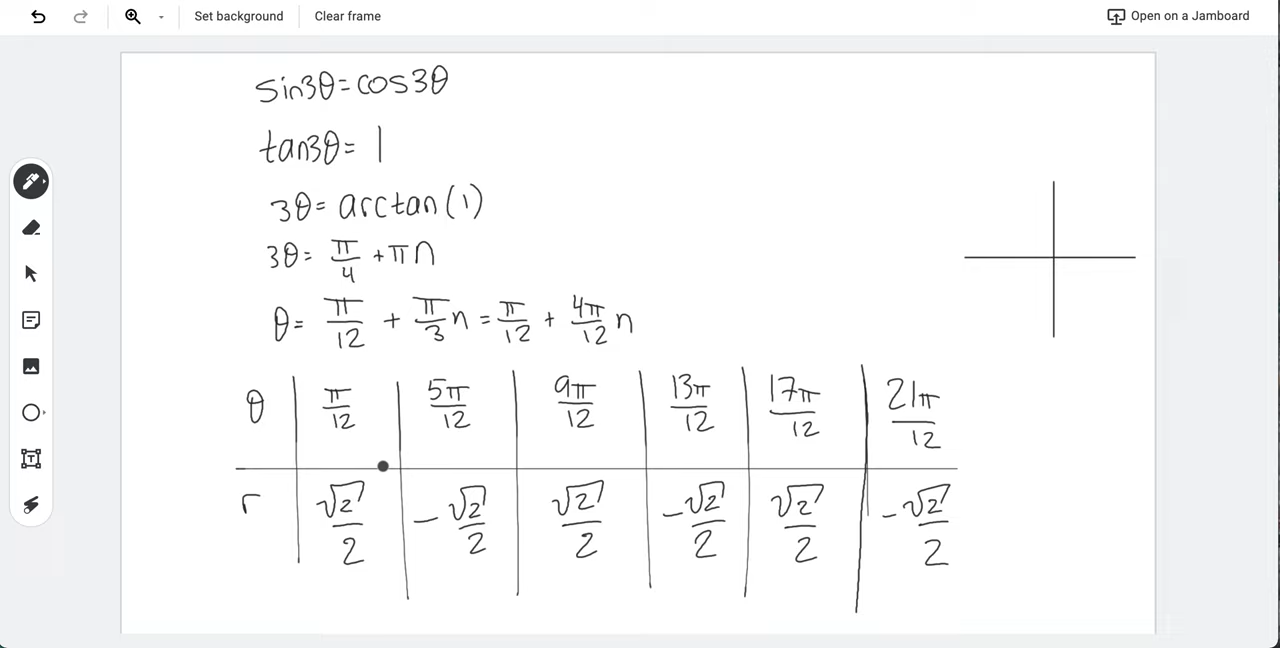 Set background Clear frame Open on a Jamboard
sin3θ=cos3θ
tan3θ= 1
3θ= arctan(1)
3θ= π/4 +πn
θ= π/12 + π/3 n = π/12 + 4π/12 n
θ π/12 5π/12 9π/12 13π/12 17π/12 21π/12
r √2/2 -√2/2 √2/2 -√2/2 √2/2 -√2/2